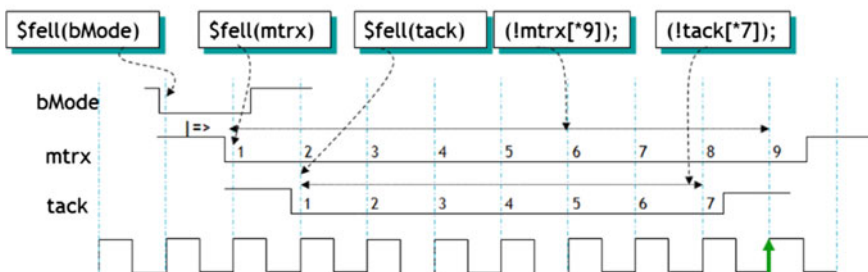 $fell(bMode) $fell(mtrx) $fell(tack) (!mtrx[*9]); (!tack[*7]);
bMode
|=>
mtrx 1 2 3 4 5 6 7 8 9
tack 1 2 3 4 5 6 7